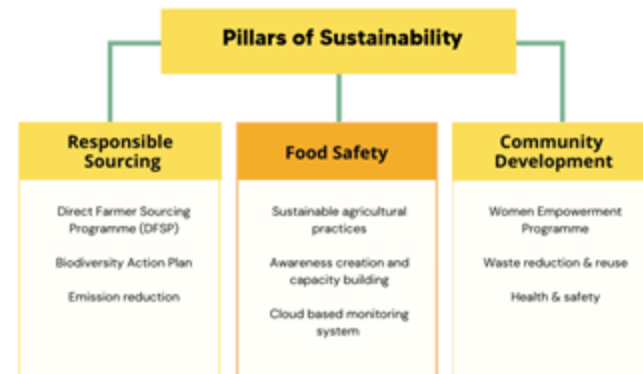 Pillars of Sustainability
Responsible
Sourcing
Direct Farmer Sourcing
Programme (DFSP)
Biodiversity Action Plan
Emission reduction
Food Safety
Sustainable agricultural
practices
Awareness creation and
capacity building
Cloud based monitoring
system
Community
Development
Women Empowerment
Programme
Waste reduction & reuse
Health & safety